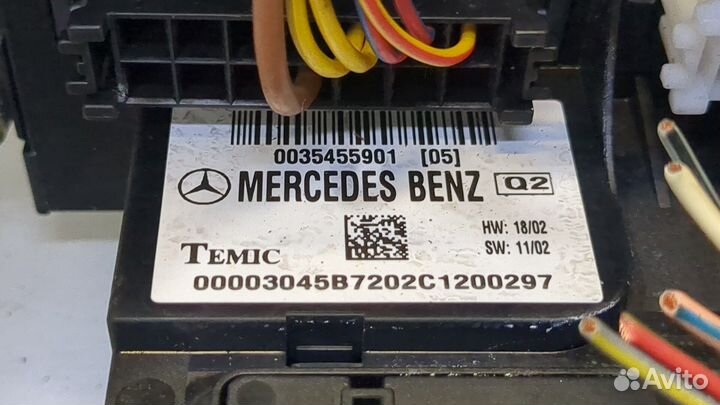 0035455901 [05]
MERCEDES BENZ Q2
HW: 18/02
SW: 11/02
TEMIC
00003045B7202C1200297
Avito